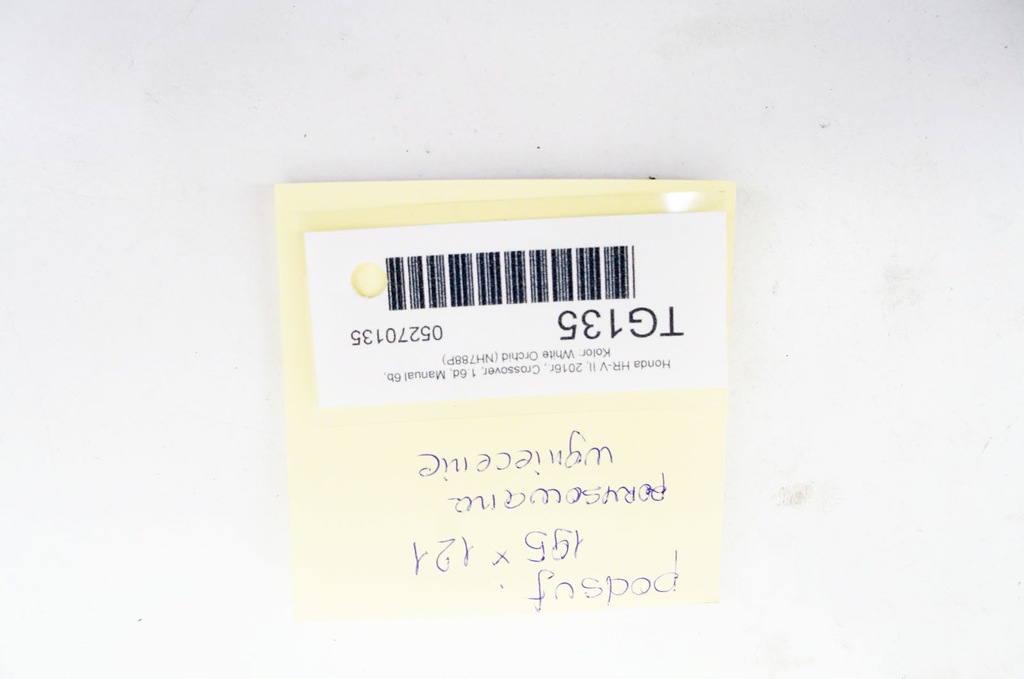 podsuf.
195 x 121
porysowana
wgniecenie
Honda HR-V II, 2016r., Crossover, 1.6d, Manual 6b,
Kolor: White Orchid (NH788P)
TG135 05270135